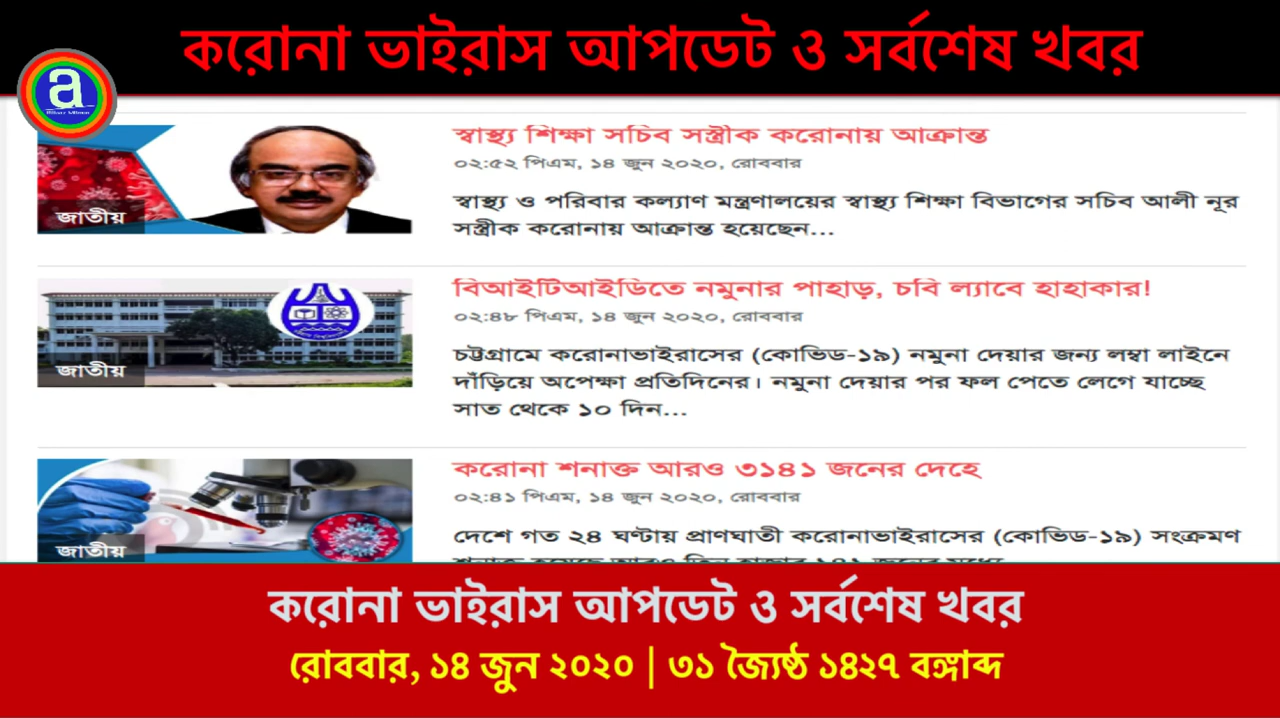 করোনা ভাইরাস আপডেট ও সর্বশেষ খবর
a
স্বাস্থ্য শিক্ষা সচিব সস্ত্রীক করোনায় আক্রান্ত
০২:৫২ পিএম, ১৪ জুন ২০২০, রোববার
জাতীয়
স্বাস্থ্য ও পরিবার কল্যাণ মন্ত্রণালয়ের স্বাস্থ্য শিক্ষা বিভাগের সচিব আলী নূর
সস্ত্রীক করোনায় আক্রান্ত হয়েছেন...
বিআইটিআইডিতে নমুনার পাহাড়, চবি ল্যাবে হাহাকার!
০২:৪৮ পিএম, ১৪ জুন ২০২০, রোববার
জাতীয়
চট্টগ্রামে করোনাভাইরাসের (কোভিড-১৯) নমুনা দেয়ার জন্য লম্বা লাইনে
দাঁড়িয়ে অপেক্ষা প্রতিদিনের। নমুনা দেয়ার পর ফল পেতে লেগে যাচ্ছে
সাত থেকে ১০ দিন...
করোনা শনাক্ত আরও ৩১৪১ জনের দেহে
০২:৪১ পিএম, ১৪ জুন ২০২০, রোববার
জাতীয়
দেশে গত ২৪ ঘণ্টায় প্রাণঘাতী করোনাভাইরাসের (কোভিড-১৯) সংক্রমণ
করোনা ভাইরাস আপডেট ও সর্বশেষ খবর
রোববার, ১৪ জুন ২০২০ | ৩১ জ্যৈষ্ঠ ১৪২৭ বঙ্গাব্দ